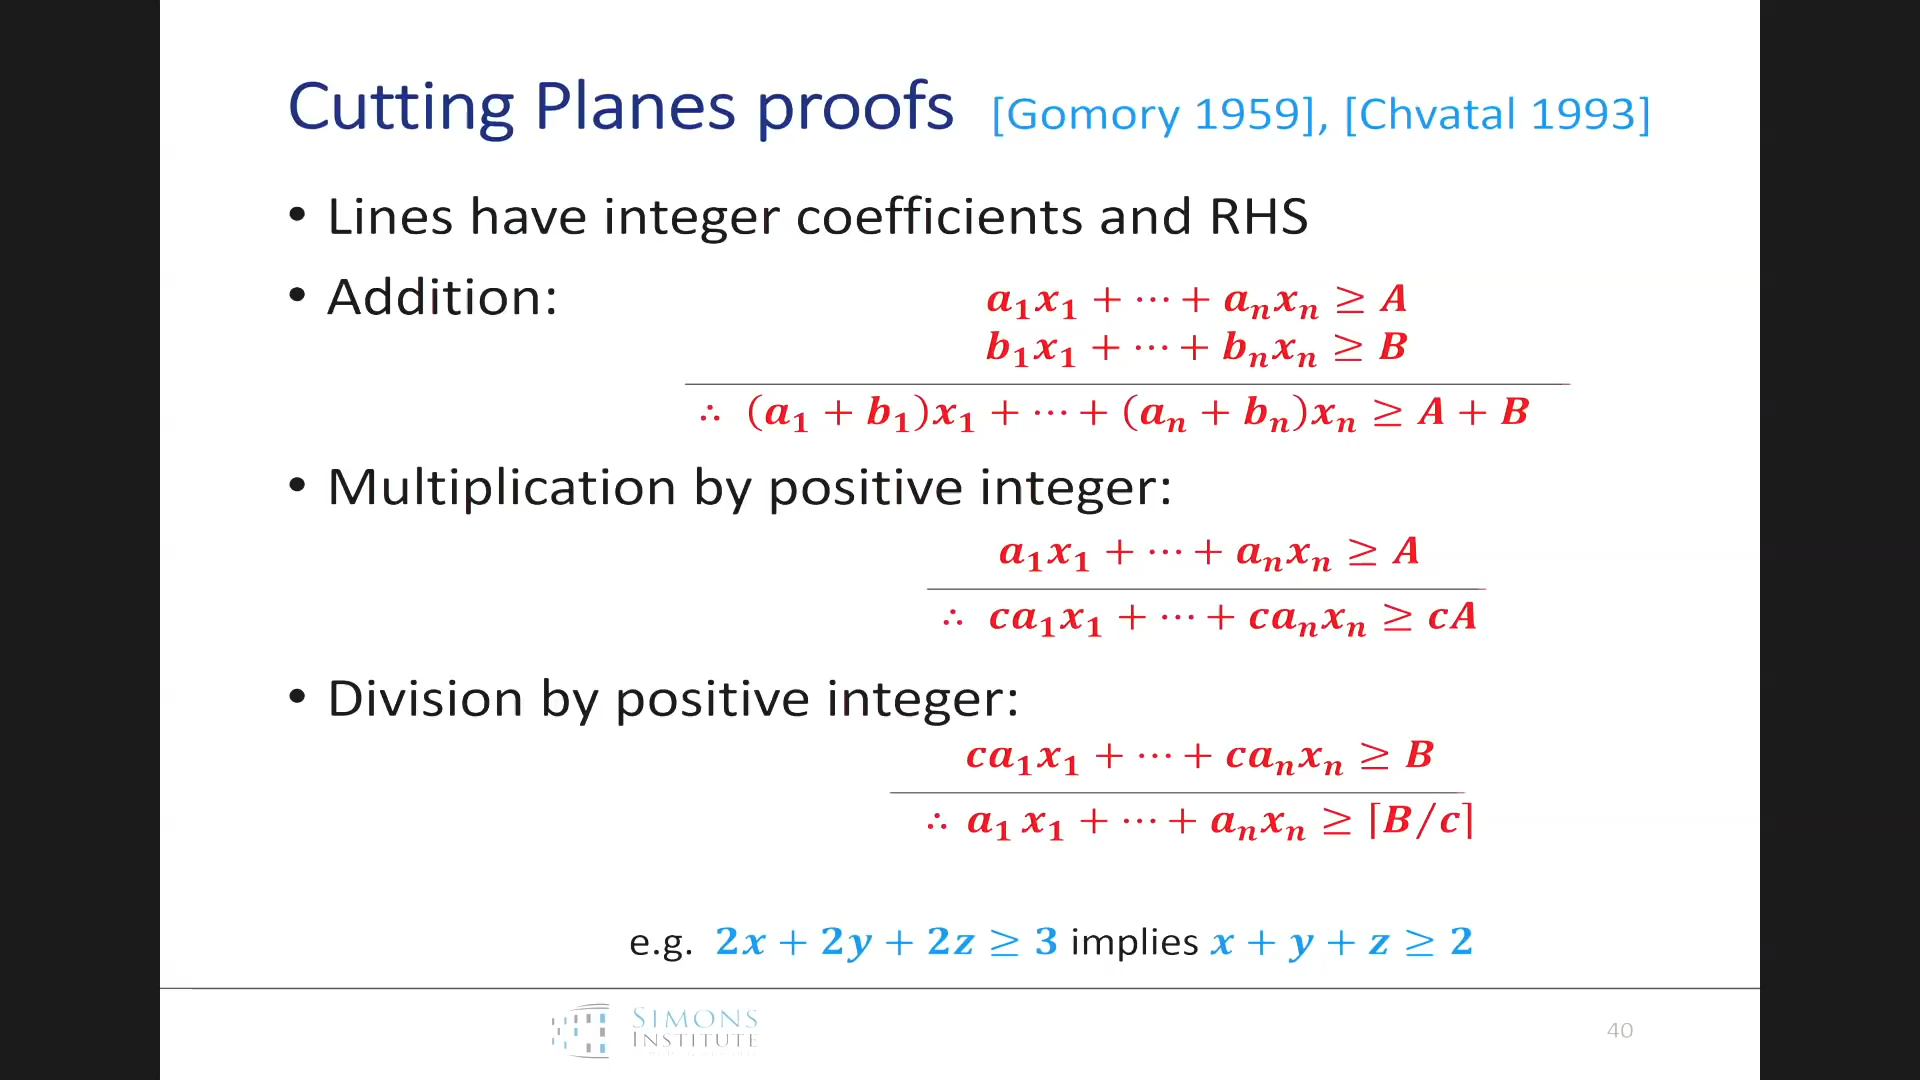 Cutting Planes proofs [Gomory 1959], [Chvatal 1993]
• Lines have integer coefficients and RHS
• Addition:
a₁x₁ + ⋯ + aₙxₙ ≥ A
b₁x₁ + ⋯ + bₙxₙ ≥ B
∴ (a₁ + b₁)x₁ + ⋯ + (aₙ + bₙ)xₙ ≥ A + B
• Multiplication by positive integer:
a₁x₁ + ⋯ + aₙxₙ ≥ A
∴ ca₁x₁ + ⋯ + caₙxₙ ≥ cA
• Division by positive integer:
ca₁x₁ + ⋯ + caₙxₙ ≥ B
∴ a₁ x₁ + ⋯ + aₙxₙ ≥ ⌈B/c⌉
e.g. 2x + 2y + 2z ≥ 3 implies x + y + z ≥ 2
SIMONS
INSTITUTE
40